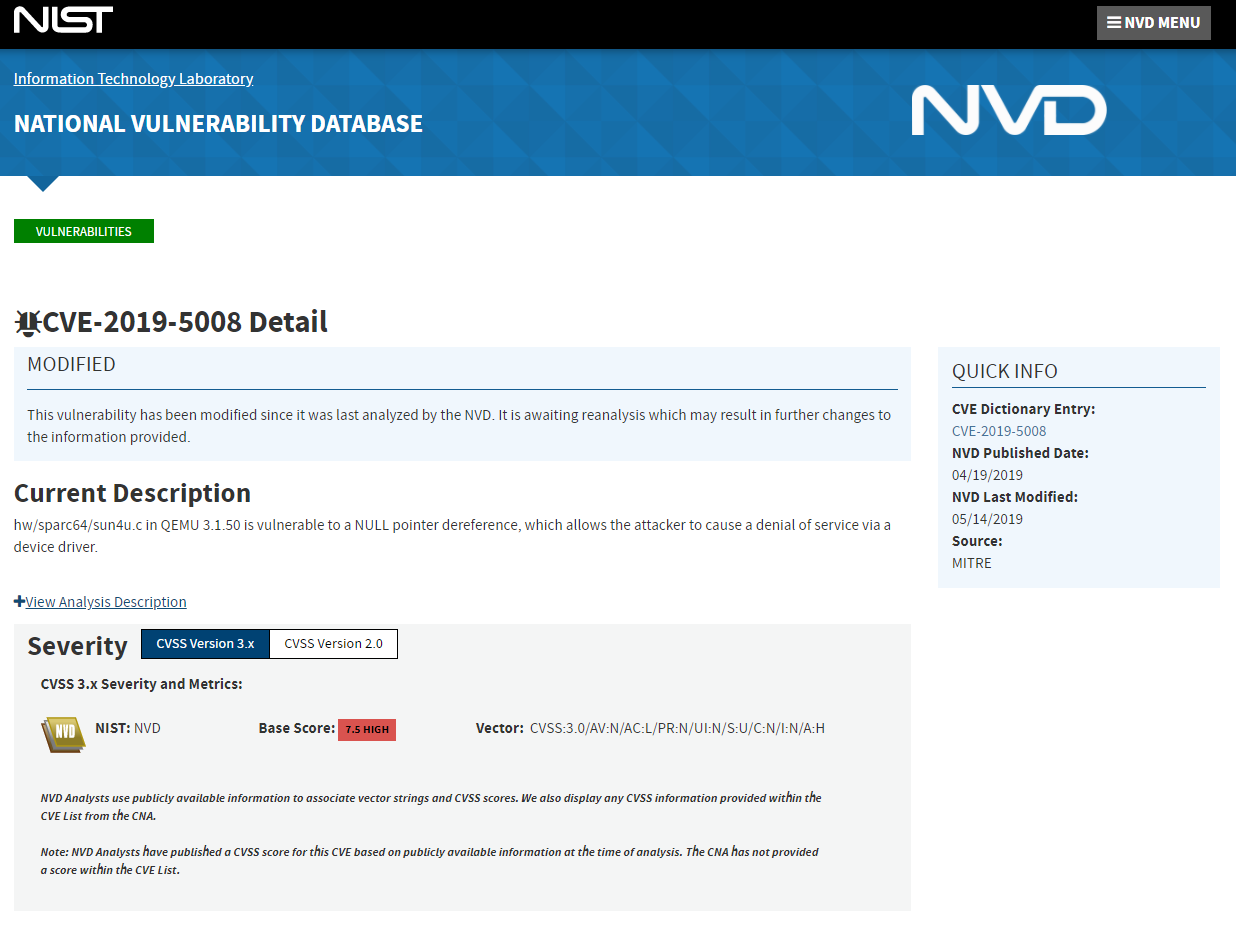 NIST
NVD MENU
Information Technology Laboratory
NATIONAL VULNERABILITY DATABASE
NVD
VULNERABILITIES
CVE-2019-5008 Detail
MODIFIED
This vulnerability has been modified since it was last analyzed by the NVD. It is awaiting reanalysis which may result in further changes to
the information provided.
Current Description
hw/sparc64/sun4u.c in QEMU 3.1.50 is vulnerable to a NULL pointer dereference, which allows the attacker to cause a denial of service via a
device driver.
View Analysis Description
Severity
CVSS Version 3.x
CVSS Version 2.0
CVSS 3.x Severity and Metrics:
NVD
NIST: NVD
Base Score: 7.5 HIGH
Vector: CVSS:3.0/AV:N/AC:L/PR:N/UI:N/S:U/C:N/I:N/A:H
NVD Analysts use publicly available information to associate vector strings and CVSS scores. We also display any CVSS information provided within the
CVE List from the CNA.
Note: NVD Analysts have published a CVSS score for this CVE based on publicly available information at the time of analysis. The CNA has not provided
a score within the CVE List.
QUICK INFO
CVE Dictionary Entry:
CVE-2019-5008
NVD Published Date:
04/19/2019
NVD Last Modified:
05/14/2019
Source:
MITRE